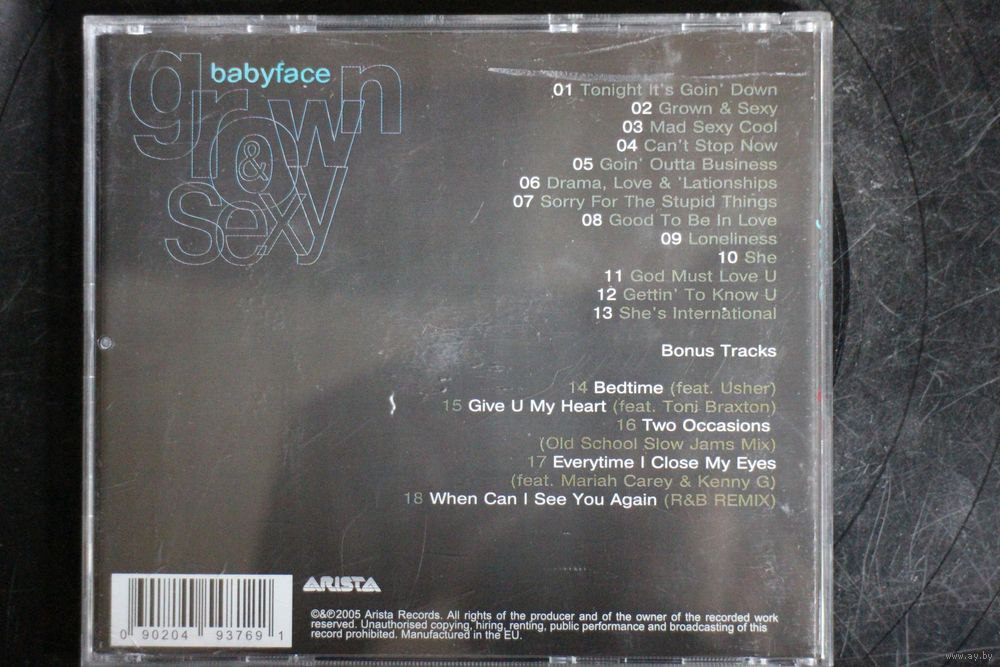 babyface
grown
&
sexy
01 Tonight It's Goin' Down
02 Grown & Sexy
03 Mad Sexy Cool
04 Can't Stop Now
05 Goin' Outta Business
06 Drama, Love & 'Lationships
07 Sorry For The Stupid Things
08 Good To Be In Love
09 Loneliness
10 She
11 God Must Love U
12 Gettin' To Know U
13 She's International
Bonus Tracks
14 Bedtime (feat. Usher)
15 Give U My Heart (feat. Toni Braxton)
16 Two Occasions
(Old School Slow Jams Mix)
17 Everytime I Close My Eyes
(feat. Mariah Carey & Kenny G)
18 When Can I See You Again (R&B REMIX)
ARISTA
©&℗2005 Arista Records. All rights of the producer and of the owner of the recorded work
reserved. Unauthorised copying, hiring, renting, public performance and broadcasting of this
record prohibited. Manufactured in the EU.
0 90204 93769 1
www.ay.by